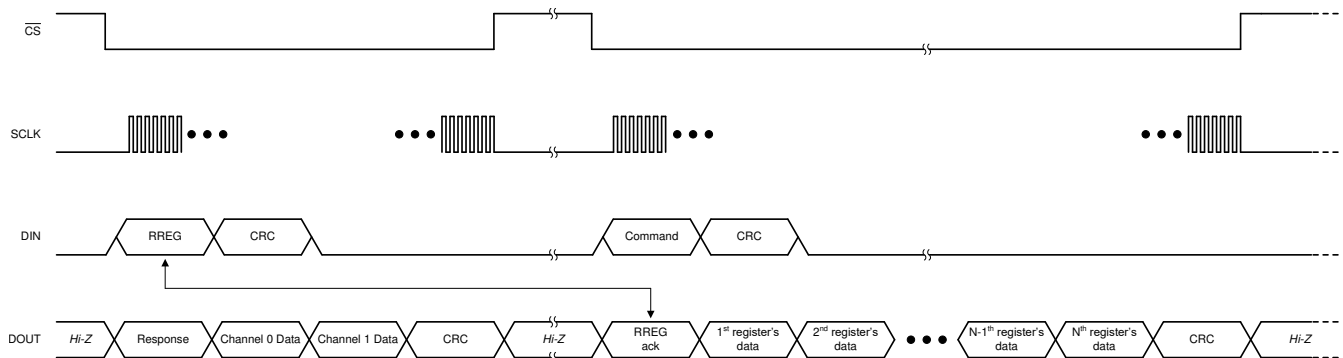 CS
SCLK
DIN
RREG
CRC
Command
CRC
DOUT
Hi-Z
Response
Channel 0 Data
Channel 1 Data
CRC
Hi-Z
RREG
ack
1st register's
data
2nd register's
data
N-1th register's
data
Nth register's
data
CRC
Hi-Z